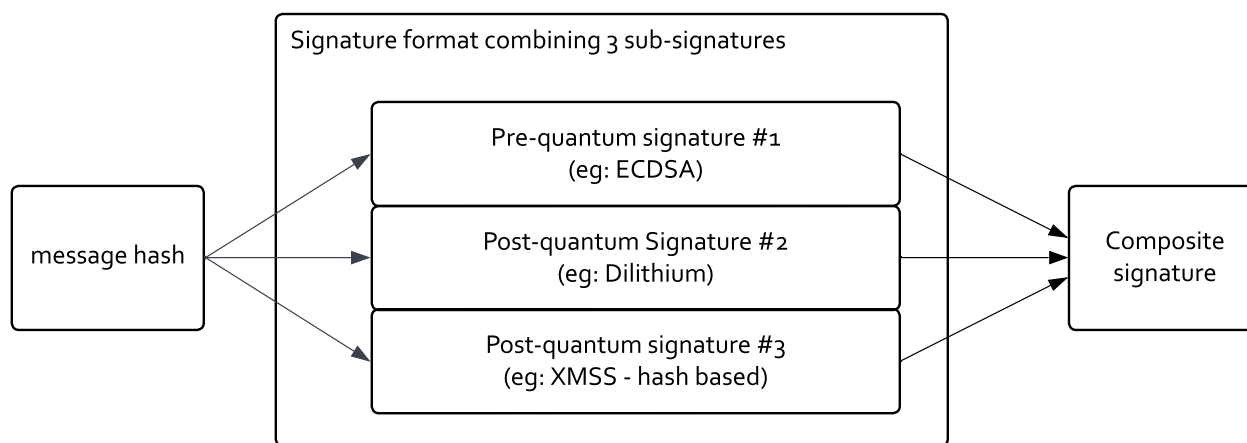 Signature format combining 3 sub-signatures
Pre-quantum signature #1
(eg: ECDSA)
message hash
Post-quantum Signature #2
(eg: Dilithium)
Composite
signature
Post-quantum signature #3
(eg: XMSS - hash based)